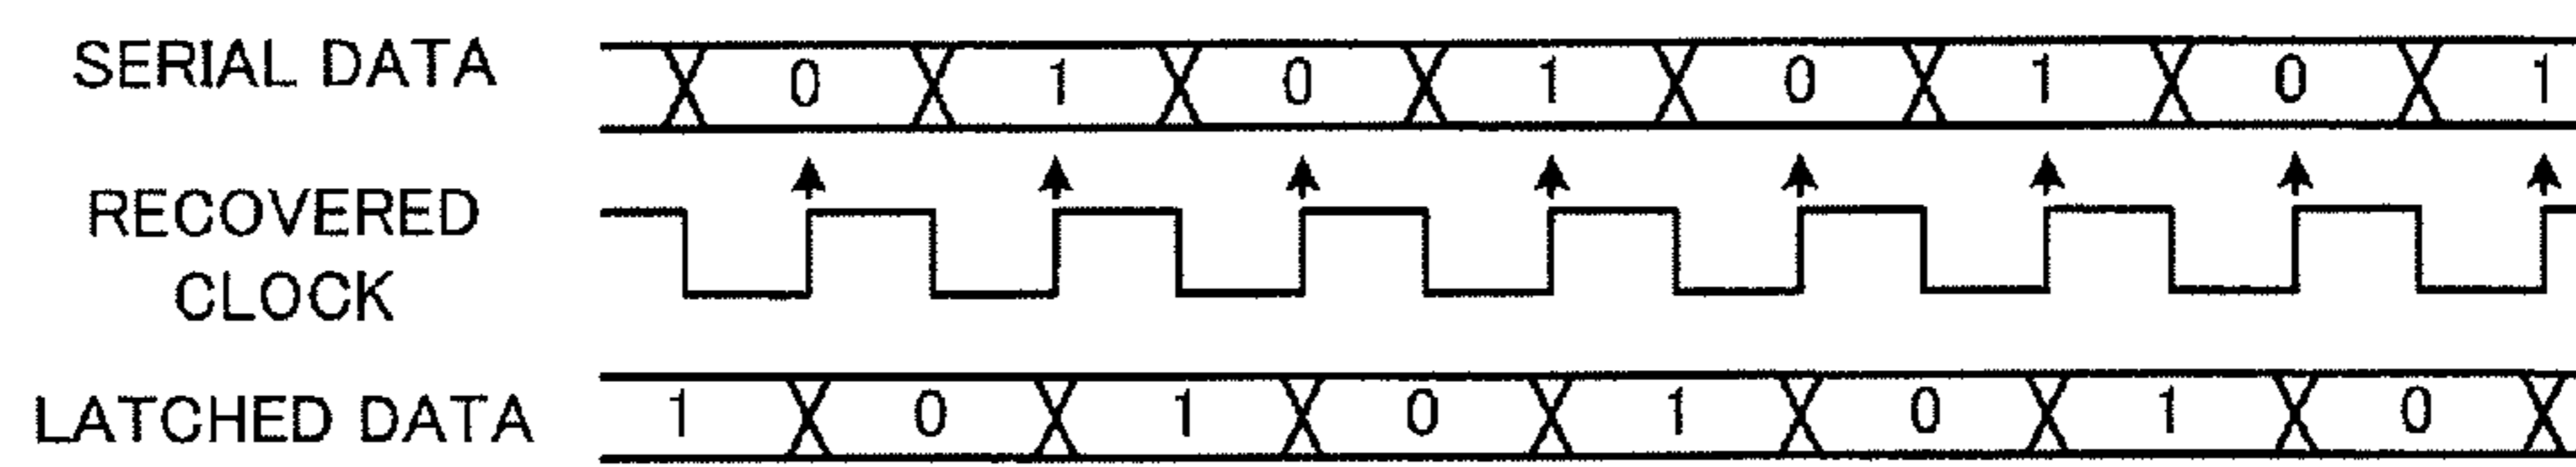 SERIAL DATA 0 1 0 1 0 1 0 1
RECOVERED
CLOCK
LATCHED DATA 1 0 1 0 1 0 1 0